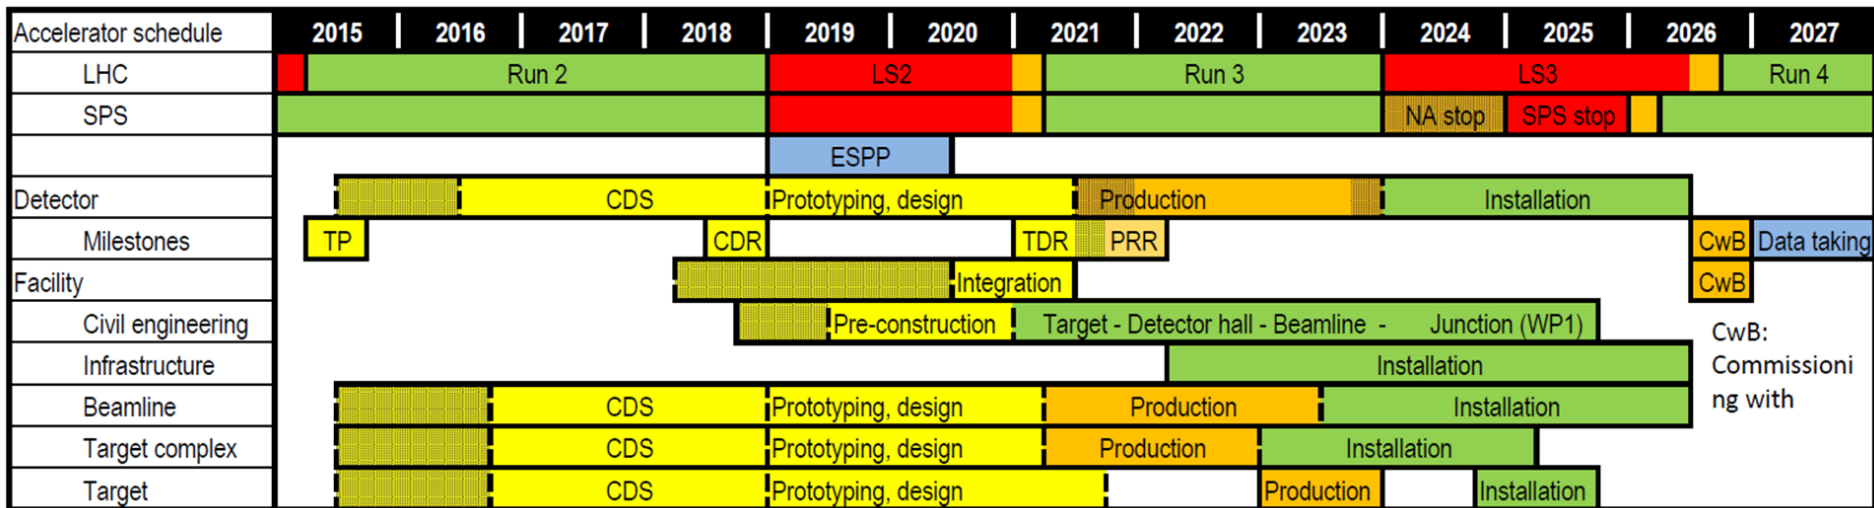 Accelerator schedule 2015 2016 2017 2018 2019 2020 2021 2022 2023 2024 2025 2026 2027
LHC Run 2 LS2 Run 3 LS3 Run 4
SPS NA stop SPS stop
ESPP
Detector CDS Prototyping, design Production Installation
Milestones TP CDR TDR PRR CwB Data taking
Facility Integration CwB
Civil engineering Pre-construction Target - Detector hall - Beamline - Junction (WP1)
Infrastructure Installation
Beamline CDS Prototyping, design Production Installation
Target complex CDS Prototyping, design Production Installation
Target CDS Prototyping, design Production Installation
CwB:
Commissioni
ng with